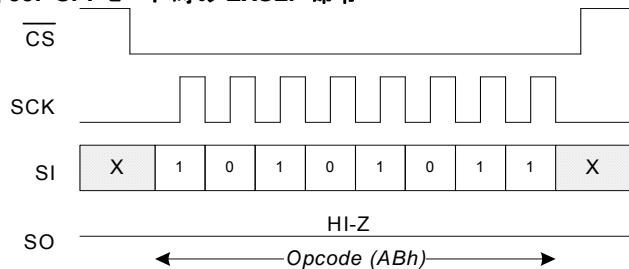 CS
SCK
SI X 1 0 1 0 1 0 1 1 X
HI-Z
SO
Opcode (ABh)